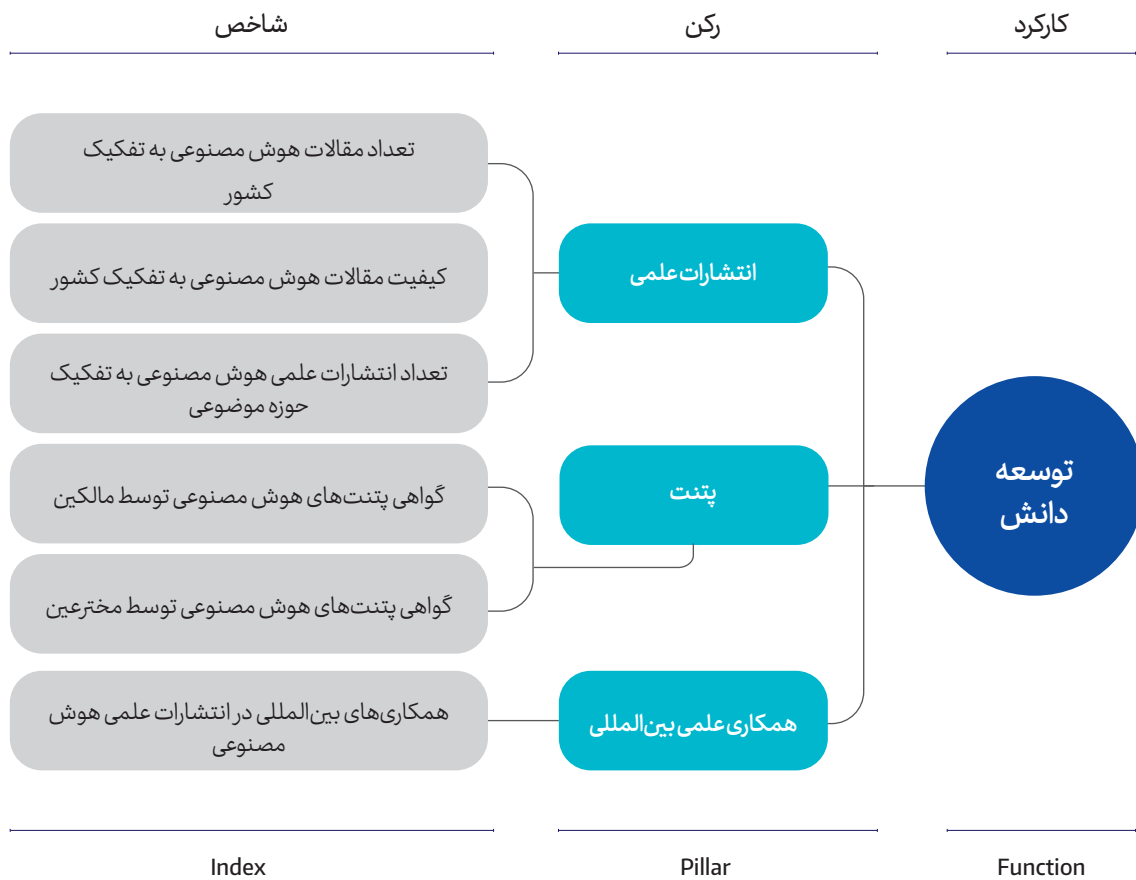 کارکرد
رکن
شاخص
توسعه
دانش
انتشارات علمی
تعداد مقالات هوش مصنوعی به تفکیک
کشور
کیفیت مقالات هوش مصنوعی به تفکیک کشور
تعداد انتشارات علمی هوش مصنوعی به تفکیک
حوزه موضوعی
پتنت
گواهی پتنت‌های هوش مصنوعی توسط مالکین
گواهی پتنت‌های هوش مصنوعی توسط مخترعین
همکاری علمی بین‌المللی
همکاری‌های بین‌المللی در انتشارات علمی هوش
مصنوعی
Function
Pillar
Index